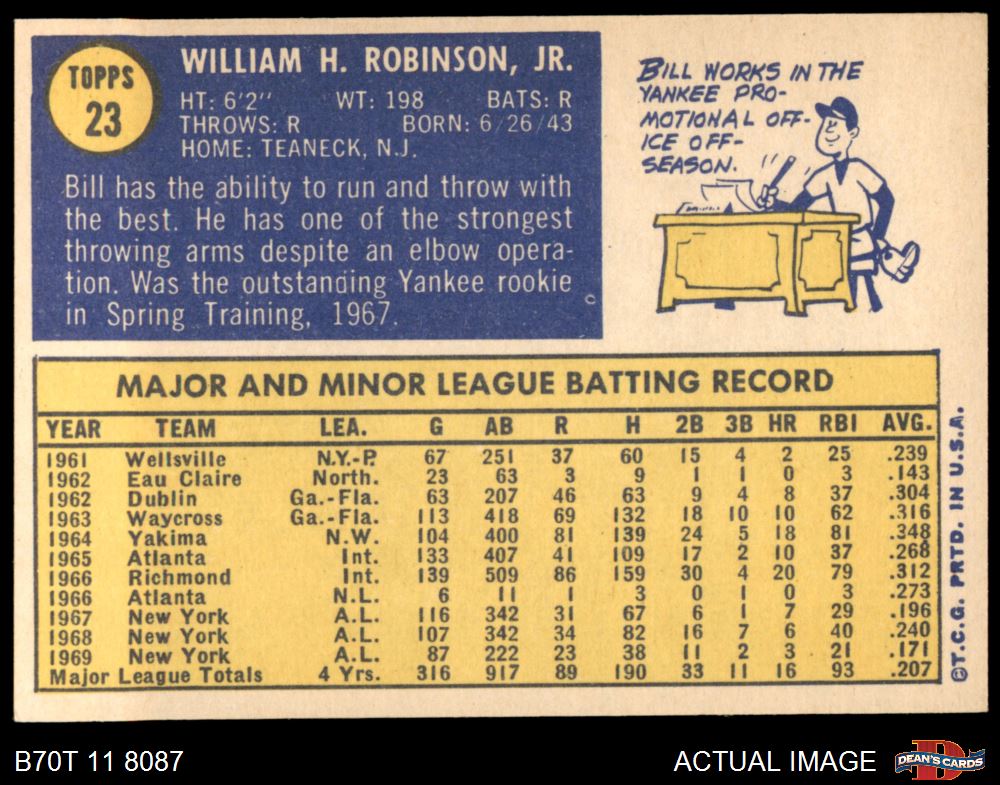 TOPPS
23
WILLIAM H. ROBINSON, JR.
HT: 6'2" WT: 198 BATS: R
THROWS: R BORN: 6/26/43
HOME: TEANECK, N.J.
Bill has the ability to run and throw with
the best. He has one of the strongest
throwing arms despite an elbow opera-
tion. Was the outstanding Yankee rookie
in Spring Training, 1967.
BILL WORKS IN THE
YANKEE PRO-
MOTIONAL OFF-
ICE OFF-
SEASON.
MAJOR AND MINOR LEAGUE BATTING RECORD
YEAR TEAM LEA. G AB R H 2B 3B HR RBI AVG.
1961 Wellsville N.Y.-P. 67 251 37 60 15 4 2 25 .239
1962 Eau Claire North. 23 63 3 9 1 1 0 3 .143
1962 Dublin Ga.-Fla. 63 207 46 63 9 4 8 37 .304
1963 Waycross Ga.-Fla. 113 418 69 132 18 10 10 62 .316
1964 Yakima N.W. 104 400 81 139 24 5 18 81 .348
1965 Atlanta Int. 133 407 41 109 17 2 10 37 .268
1966 Richmond Int. 139 509 86 159 30 4 20 79 .312
1966 Atlanta N.L. 6 11 1 3 0 1 0 3 .273
1967 New York A.L. 116 342 31 67 6 1 7 29 .196
1968 New York A.L. 107 342 34 82 16 7 6 40 .240
1969 New York A.L. 87 222 23 38 11 2 3 21 .171
Major League Totals 4 Yrs. 316 917 89 190 33 11 16 93 .207
©T.C.G. PRTD. IN U.S.A.
B70T 11 8087
ACTUAL IMAGE
D
DEAN'S CARDS